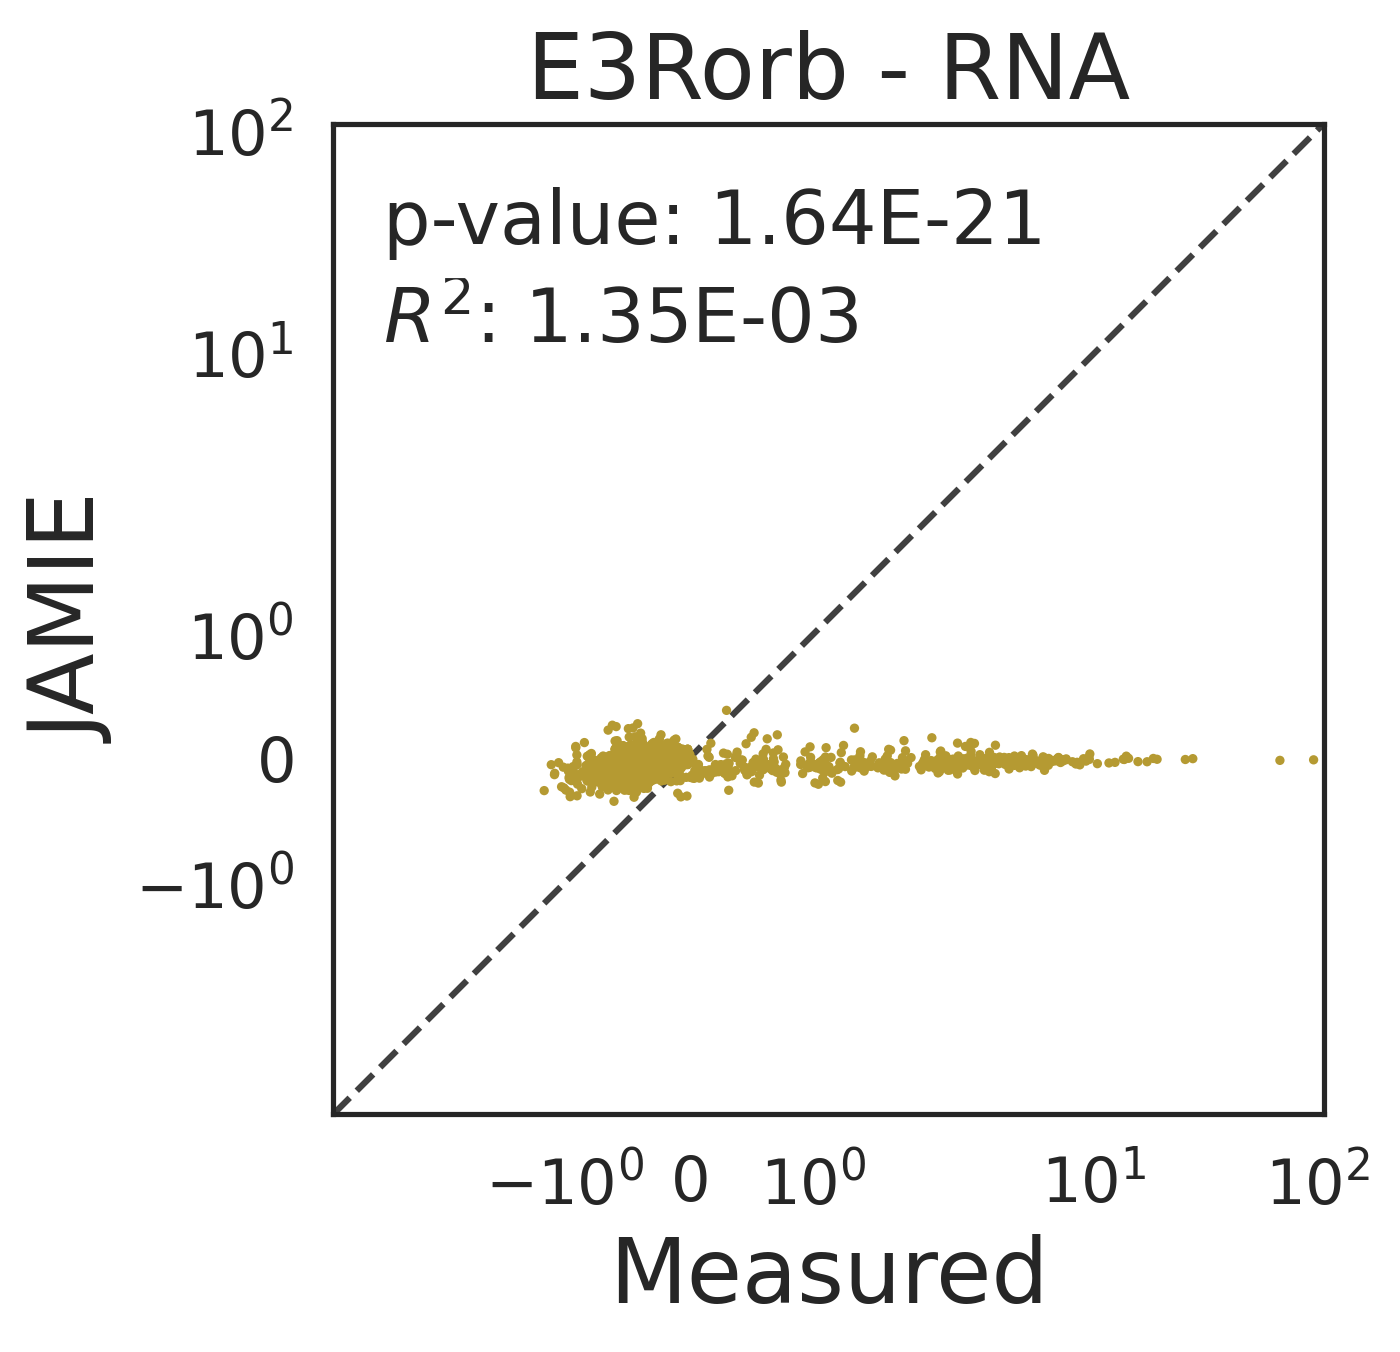 E3Rorb - RNA
10²
p-value: 1.64E-21
R²: 1.35E-03
10¹
10⁰
0
−10⁰
JAMIE
−10⁰ 0 10⁰ 10¹ 10²
Measured